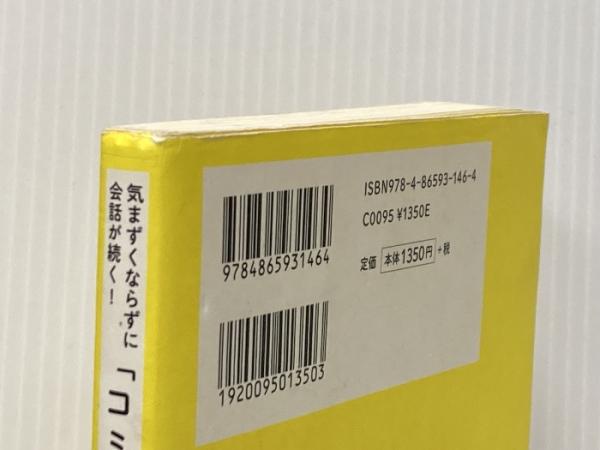 気まずくならずに
会話が続く!
「コミ
ISBN978-4-86593-146-4
C0095 ¥1350E
定価 本体1350円 +税
9784865931464
1920095013503